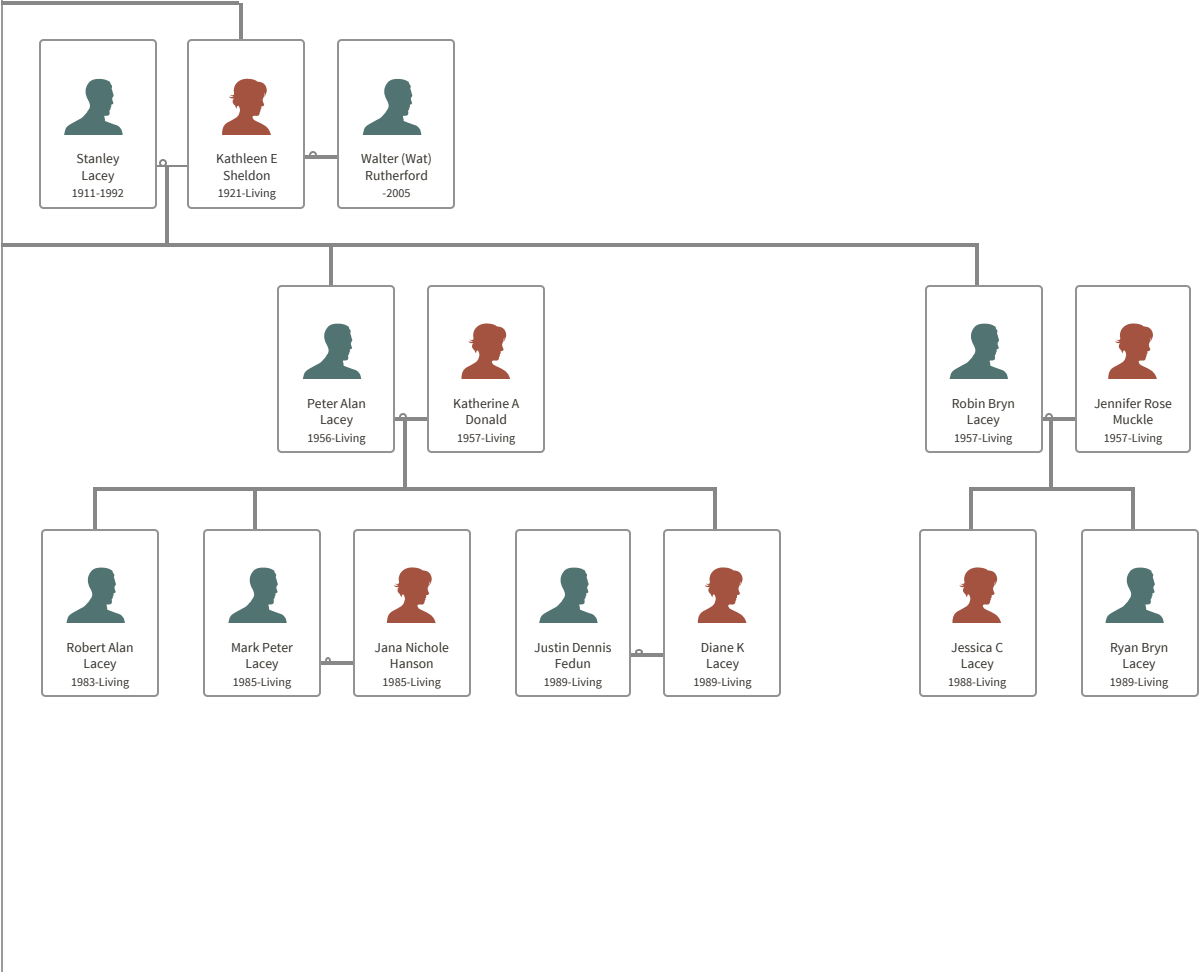 Stanley
Lacey
1911-1992
Kathleen E
Sheldon
1921-Living
Walter (Wat)
Rutherford
-2005
Peter Alan
Lacey
1956-Living
Katherine A
Donald
1957-Living
Robin Bryn
Lacey
1957-Living
Jennifer Rose
Muckle
1957-Living
Robert Alan
Lacey
1983-Living
Mark Peter
Lacey
1985-Living
Jana Nichole
Hanson
1985-Living
Justin Dennis
Fedun
1989-Living
Diane K
Lacey
1989-Living
Jessica C
Lacey
1988-Living
Ryan Bryn
Lacey
1989-Living